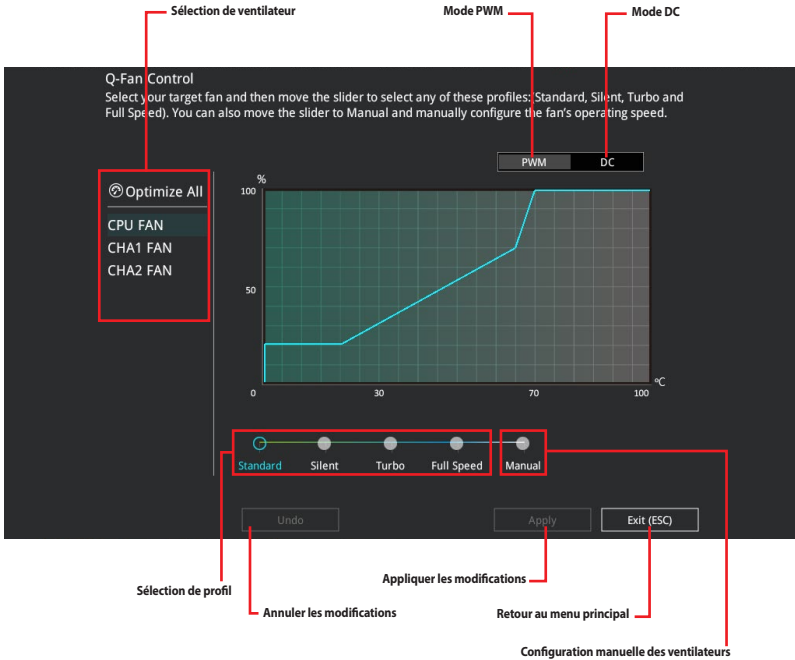 Sélection de ventilateur
Mode PWM
Mode DC
Q-Fan Control
Select your target fan and then move the slider to select any of these profiles:(Standard, Silent, Turbo and
Full Speed). You can also move the slider to Manual and manually configure the fan's operating speed.
PWM
DC
Optimize All
CPU FAN
CHA1 FAN
CHA2 FAN
%
100
50
0
30
70
100
ºC
Standard
Silent
Turbo
Full Speed
Manual
Undo
Apply
Exit (ESC)
Sélection de profil
Appliquer les modifications
Annuler les modifications
Retour au menu principal
Configuration manuelle des ventilateurs